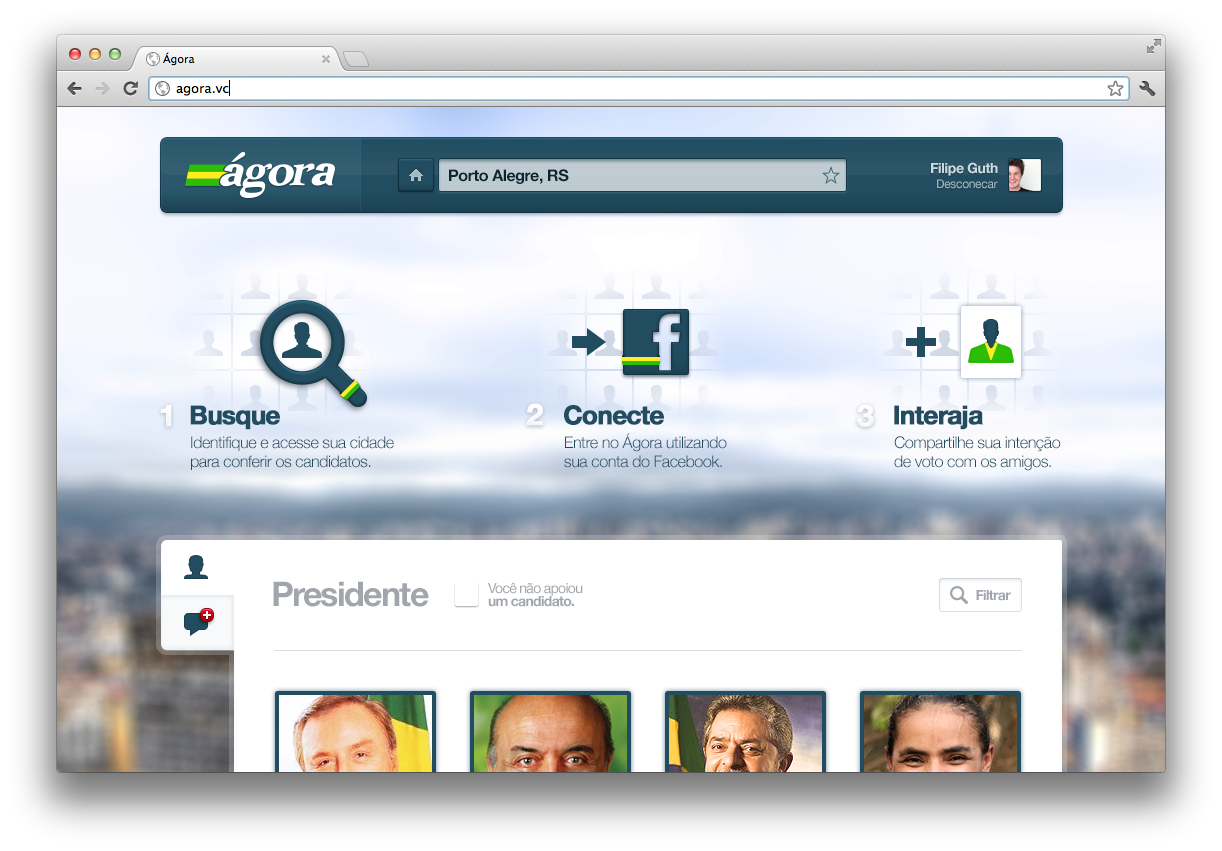 Ágora
agora.vc
ágora
Porto Alegre, RS
Filipe Guth
Desconecar
1 Busque
Identifique e acesse sua cidade
para conferir os candidatos.
2 Conecte
Entre no Ágora utilizando
sua conta do Facebook.
3 Interaja
Compartilhe sua intenção
de voto com os amigos.
Presidente
Você não apoiou
um candidato.
Filtrar